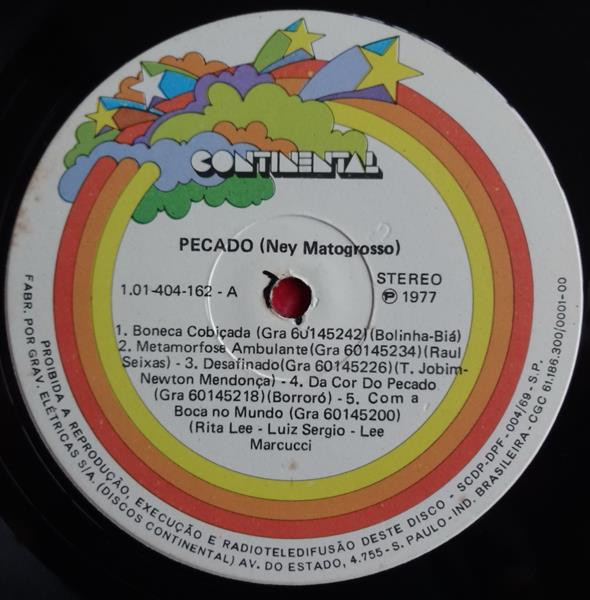 CONTINENTAL
PECADO (Ney Matogrosso)
1.01-404-162 - A
STEREO
Ⓟ 1977
1. Boneca Cobiçada (Gra 60145242) (Bolinha-Biá)
2. Metamorfose Ambulante (Gra 60145234) (Raul
Seixas) - 3. Desafinado (Gra 60145226) (T. Jobim-
Newton Mendonça) - 4. Da Cor Do Pecado
(Gra 60145218) (Borroró) - 5. Com a
Boca no Mundo (Gra 60145200)
(Rita Lee - Luiz Sergio - Lee
Marcucci
PROIBIDA A REPRODUÇÃO, EXECUÇÃO E RADIOTELEDIFUSÃO DESTE DISCO - SCDP-DPF - 004/69 - S.P.
FABR. POR GRAV. ELÉTRICAS S/A. (DISCOS CONTINENTAL) AV. DO ESTADO, 4.755 - S. PAULO - IND. BRASILEIRA - CGC 61.186.300/0001-00